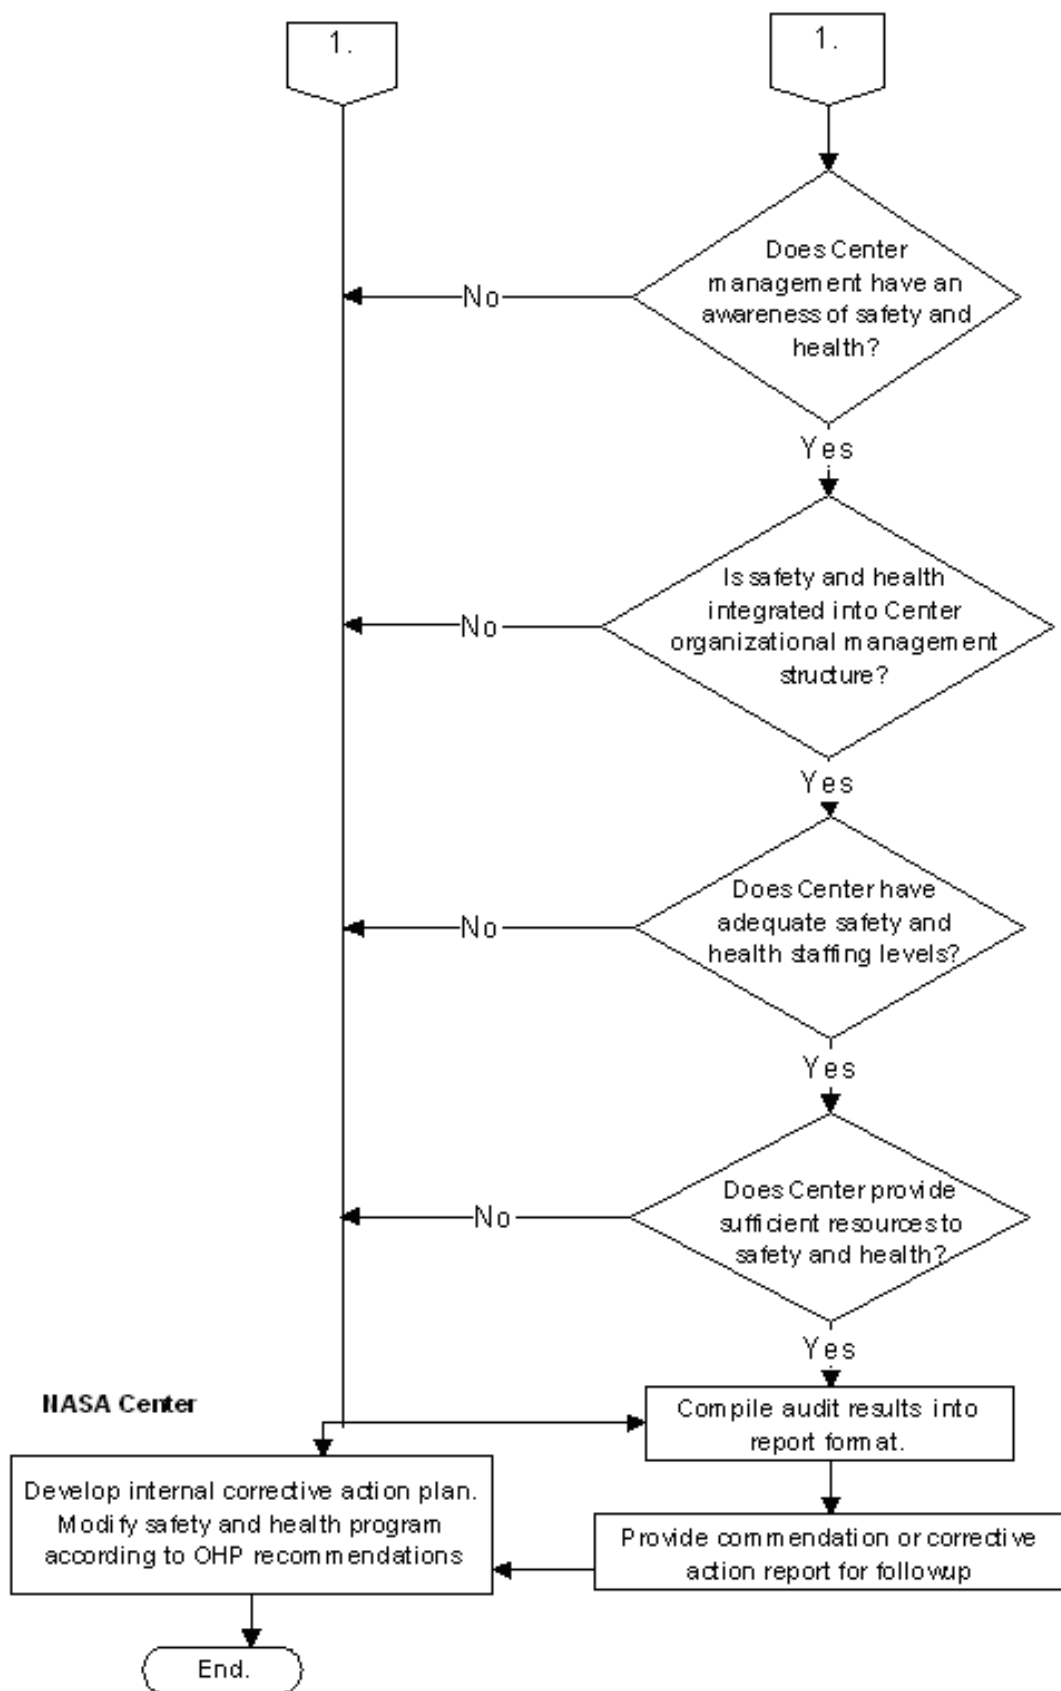 1.
1.
Does Center
management have an
awareness of safety and
health?
No
Yes
Is safety and health
integrated into Center
organizational management
structure?
No
Yes
Does Center have
adequate safety and
health staffing levels?
No
Yes
Does Center provide
sufficient resources to
safety and health?
No
Yes
NASA Center
Compile audit results into
report format.
Develop internal corrective action plan.
Modify safety and health program
according to OHP recommendations
Provide commendation or corrective
action report for followup
End.